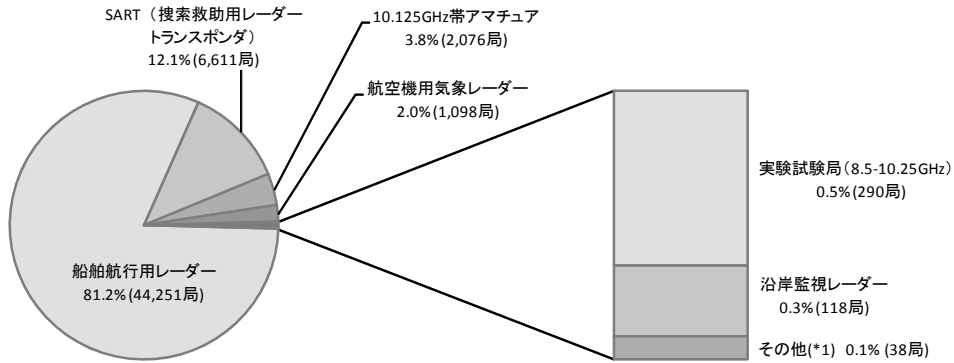 SART（捜索救助用レーダー
トランスポンダ）
12.1%(6,611局)
10.125GHz帯アマチュア
3.8%(2,076局)
航空機用気象レーダー
2.0%(1,098局)
実験試験局（8.5-10.25GHz）
0.5%(290局)
船舶航行用レーダー
81.2%(44,251局)
沿岸監視レーダー
0.3%(118局)
その他(*1) 0.1%(38局)